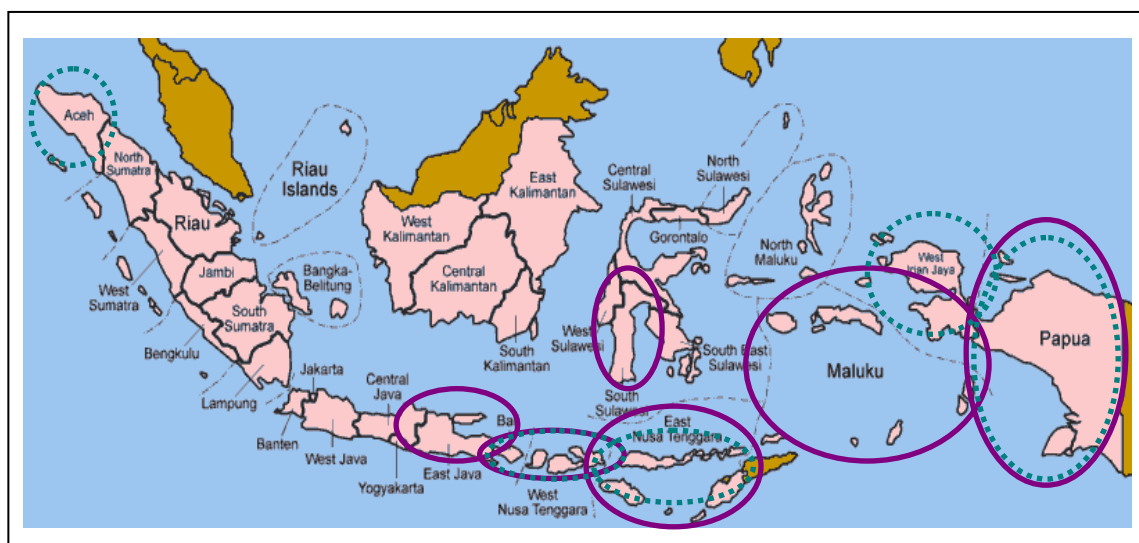 Aceh
North
Sumatra
Riau
Islands
Riau
Jambi
West
Sumatra
South
Sumatra
Bengkulu
Lampung
Bangka-
Belitung
Jakarta
Banten
West Java
Central
Java
Yogyakarta
East Java
Ba
West
Nusa Tenggara
East
Nusa Tenggara
West
Kalimantan
Central
Kalimantan
East
Kalimantan
South
Kalimantan
Central
Sulawesi
North
Sulawesi
Gorontalo
West
Sulawesi
South East
Sulawesi
South
Sulawesi
North
Maluku
Maluku
West
Irian Jaya
Papua